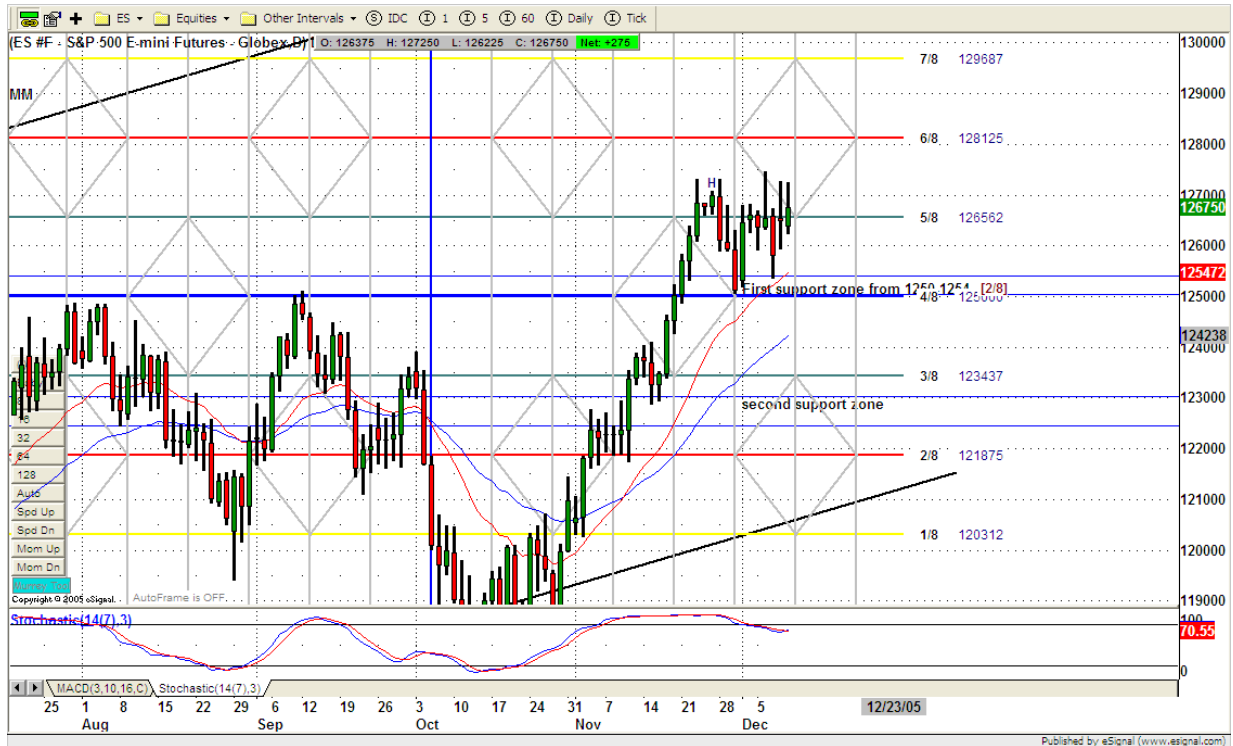 ES Equities Other Intervals IDC 1 5 60 Daily Tick
(ES #F - S&P 500 E-mini Futures - Globex D)1 O: 126375 H: 127250 L: 126225 C: 126750 Net: +275
130000
7/8 129687
129000
MM
6/8 128125
128000
H
127000
126750
5/8 126562
126000
125472
First support zone from 1250 1254 [2/8]
4/8 125000
125000
124238
124000
3/8 123437
123000
second support zone
16
32
122000
64
2/8 121875
128
Auto
121000
Spd Up
Spd Dn
1/8 120312
Mom Up
120000
Mom Dn
Murrey Tool
Copyright © 2005 eSignal. AutoFrame is OFF.
119000
Stochastic(14(7),3)
100
70.55
0
MACD(3,10,16,C) Stochastic(14(7),3)
25 1 8 15 22 29 6 12 19 26 3 10 17 24 31 7 14 21 28 5 12/23/05
Aug Sep Oct Nov Dec
Published by eSignal (www.esignal.com)